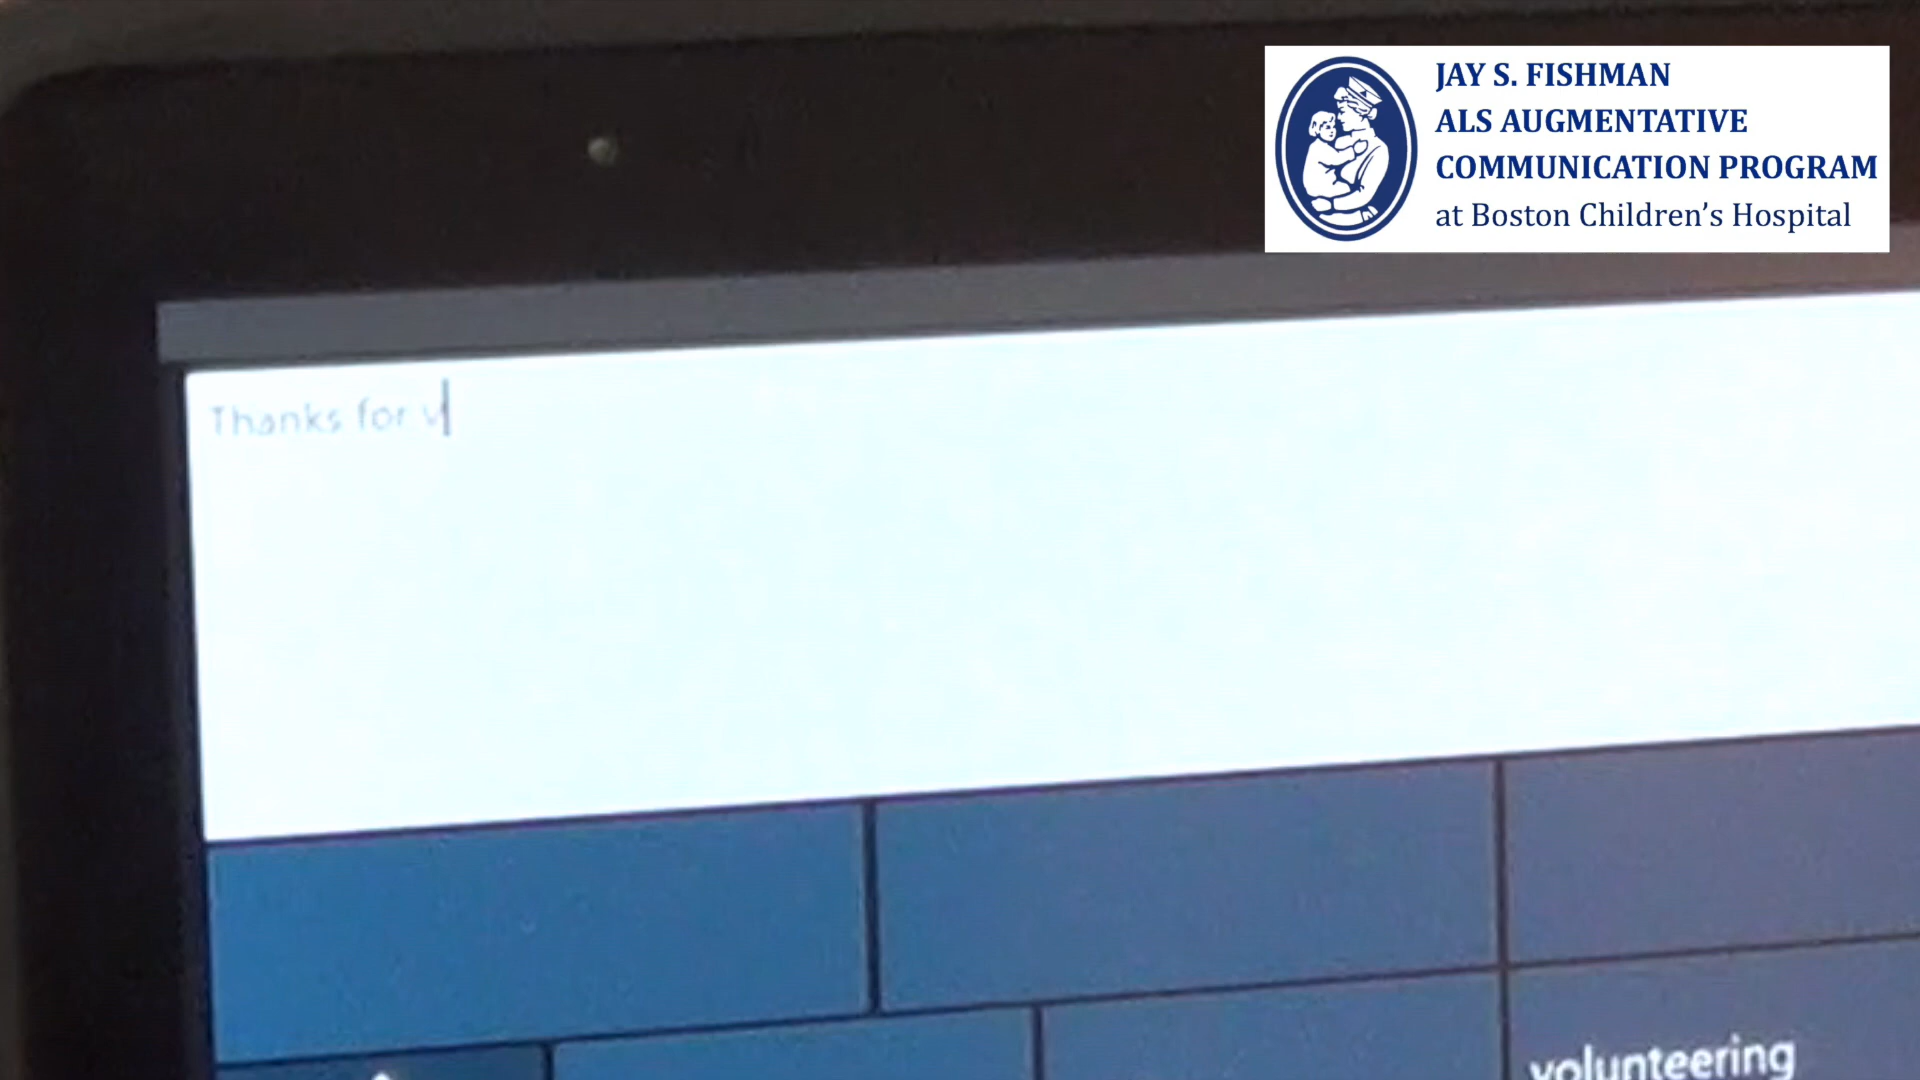 JAY S. FISHMAN
ALS AUGMENTATIVE
COMMUNICATION PROGRAM
at Boston Children’s Hospital
Thanks for v
volunteering